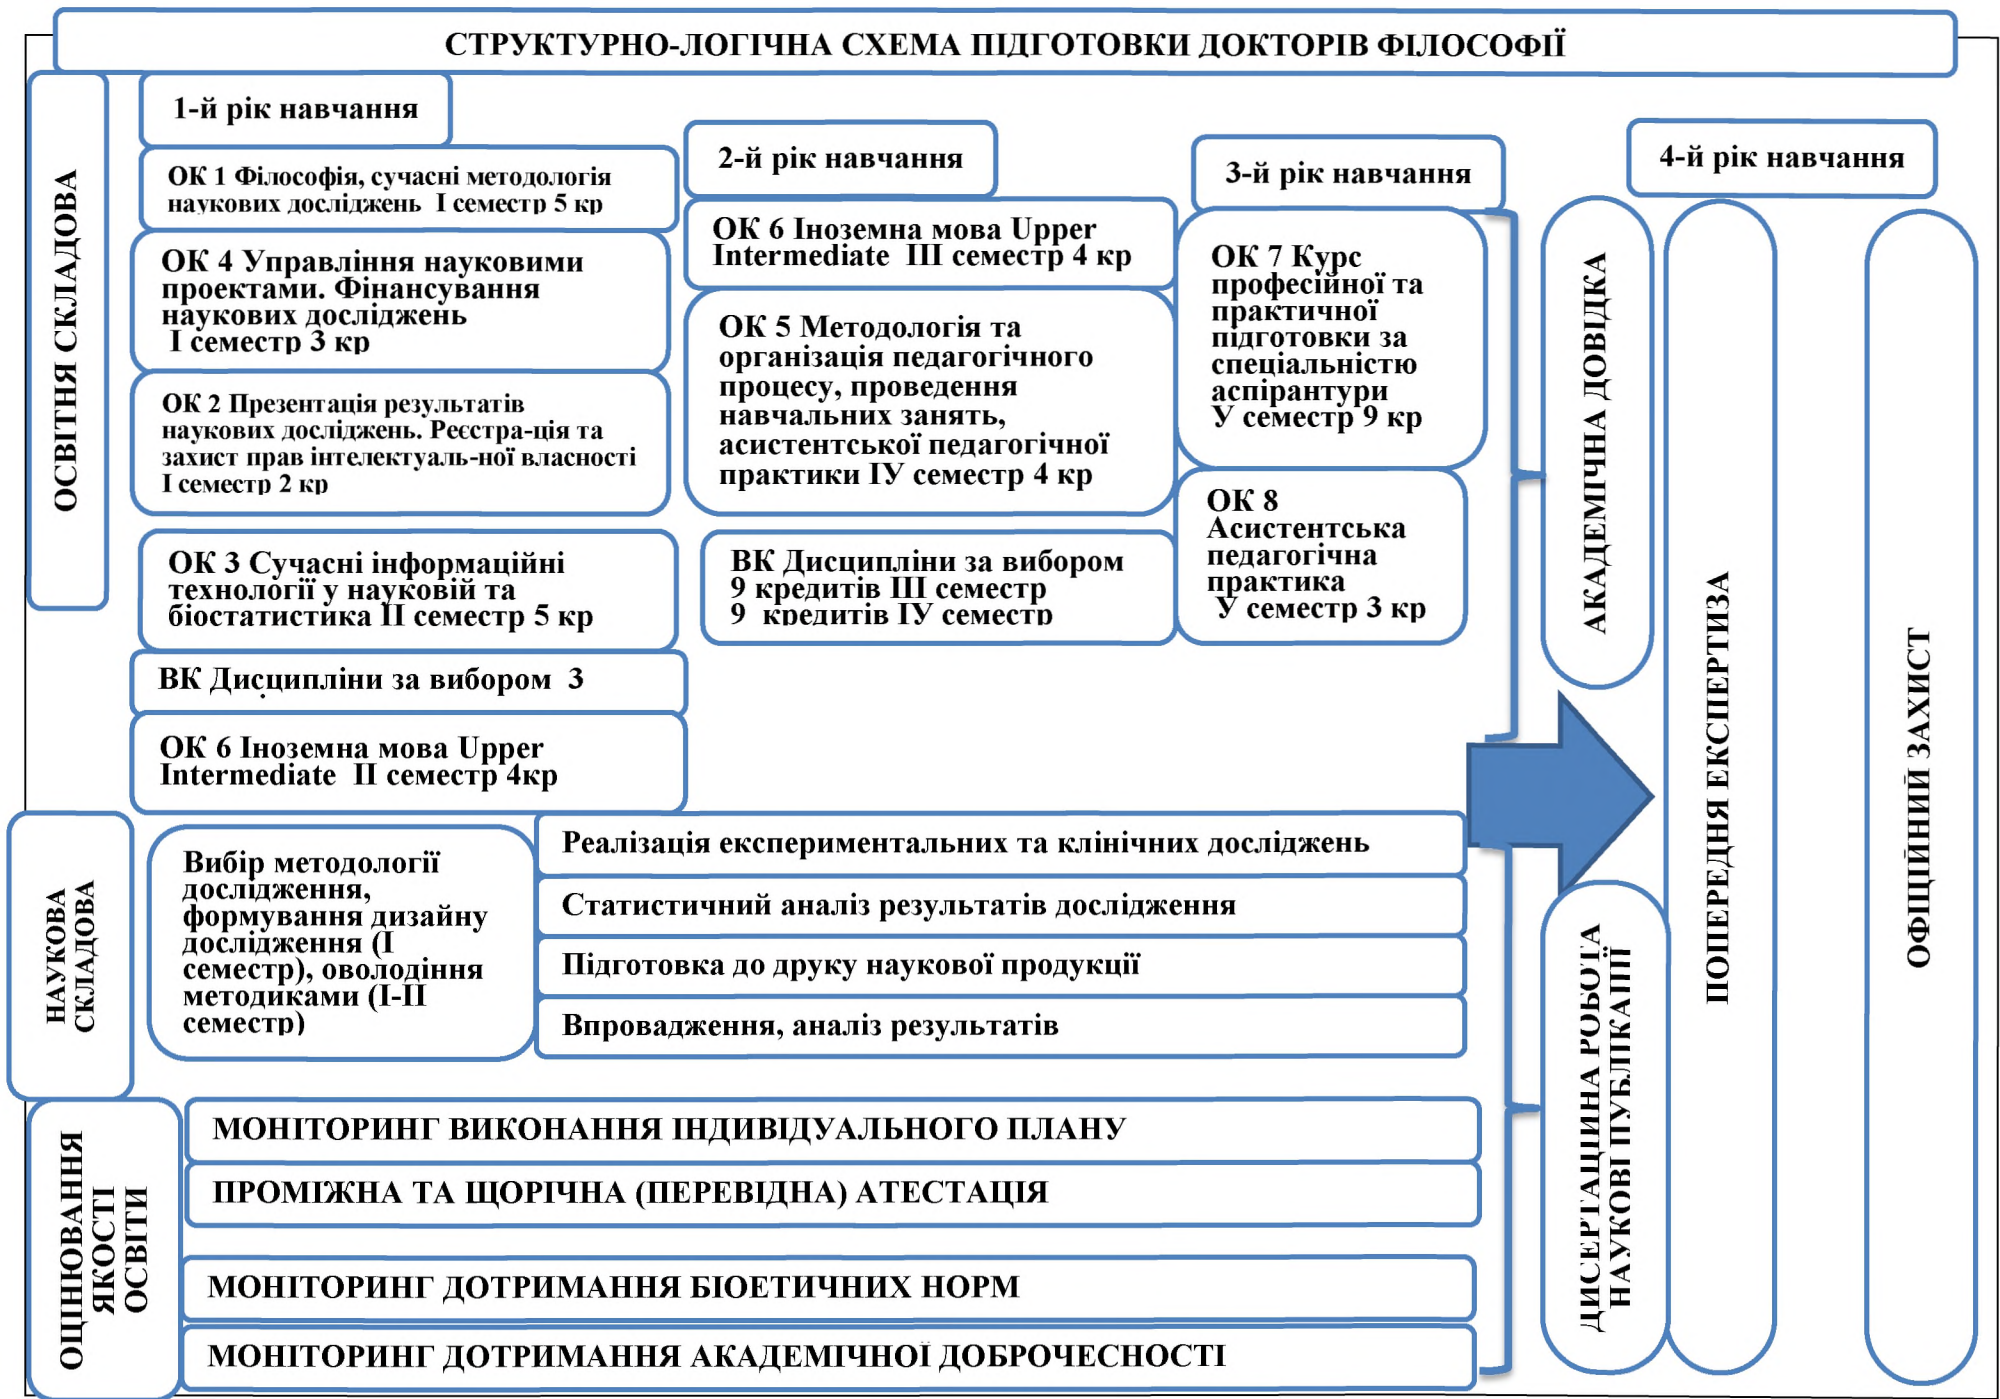 СТРУКТУРНО-ЛОГІЧНА СХЕМА ПІДГОТОВКИ ДОКТОРІВ ФІЛОСОФІЇ
ОСВІТНЯ СКЛАДОВА
1-й рік навчання
ОК 1 Філософія, сучасні методологія
наукових досліджень І семестр 5 кр
ОК 4 Управління науковими
проектами. Фінансування
наукових досліджень
І семестр 3 кр
ОК 2 Презентація результатів
наукових досліджень. Реєстра-ція та
захист прав інтелектуаль-ної власності
І семестр 2 кр
ОК 3 Сучасні інформаційні
технології у науковій та
біостатистика ІІ семестр 5 кр
ВК Дисципліни за вибором 3
ОК 6 Іноземна мова Upper
Intermediate ІІ семестр 4кр
2-й рік навчання
ОК 6 Іноземна мова Upper
Intermediate ІІІ семестр 4 кр
ОК 5 Методологія та
організація педагогічного
процесу, проведення
навчальних занять,
асистентської педагогічної
практики ІУ семестр 4 кр
ВК Дисципліни за вибором
9 кредитів ІІІ семестр
9 кредитів ІУ семестр
3-й рік навчання
ОК 7 Курс
професійної та
практичної
підготовки за
спеціальністю
аспірантури
У семестр 9 кр
ОК 8
Асистентська
педагогічна
практика
У семестр 3 кр
4-й рік навчання
АКАДЕМІЧНА ДОВІДКА
ПОПЕРЕДНЯ ЕКСПЕРТИЗА
ОФІЦІЙНИЙ ЗАХИСТ
НАУКОВА
СКЛАДОВА
Вибір методології
дослідження,
формування дизайну
дослідження (І
семестр), оволодіння
методиками (І-ІІ
семестр)
Реалізація експериментальних та клінічних досліджень
Статистичний аналіз результатів дослідження
Підготовка до друку наукової продукції
Впровадження, аналіз результатів
ДИСЕРТАЦІЙНА РОБОТА
НАУКОВІ ПУБЛІКАЦІЇ
ОЦІНЮВАННЯ
ЯКОСТІ
ОСВІТИ
МОНІТОРИНГ ВИКОНАННЯ ІНДИВІДУАЛЬНОГО ПЛАНУ
ПРОМІЖНА ТА ЩОРІЧНА (ПЕРЕВІДНА) АТЕСТАЦІЯ
МОНІТОРИНГ ДОТРИМАННЯ БІОЕТИЧНИХ НОРМ
МОНІТОРИНГ ДОТРИМАННЯ АКАДЕМІЧНОЇ ДОБРОЧЕСНОСТІ